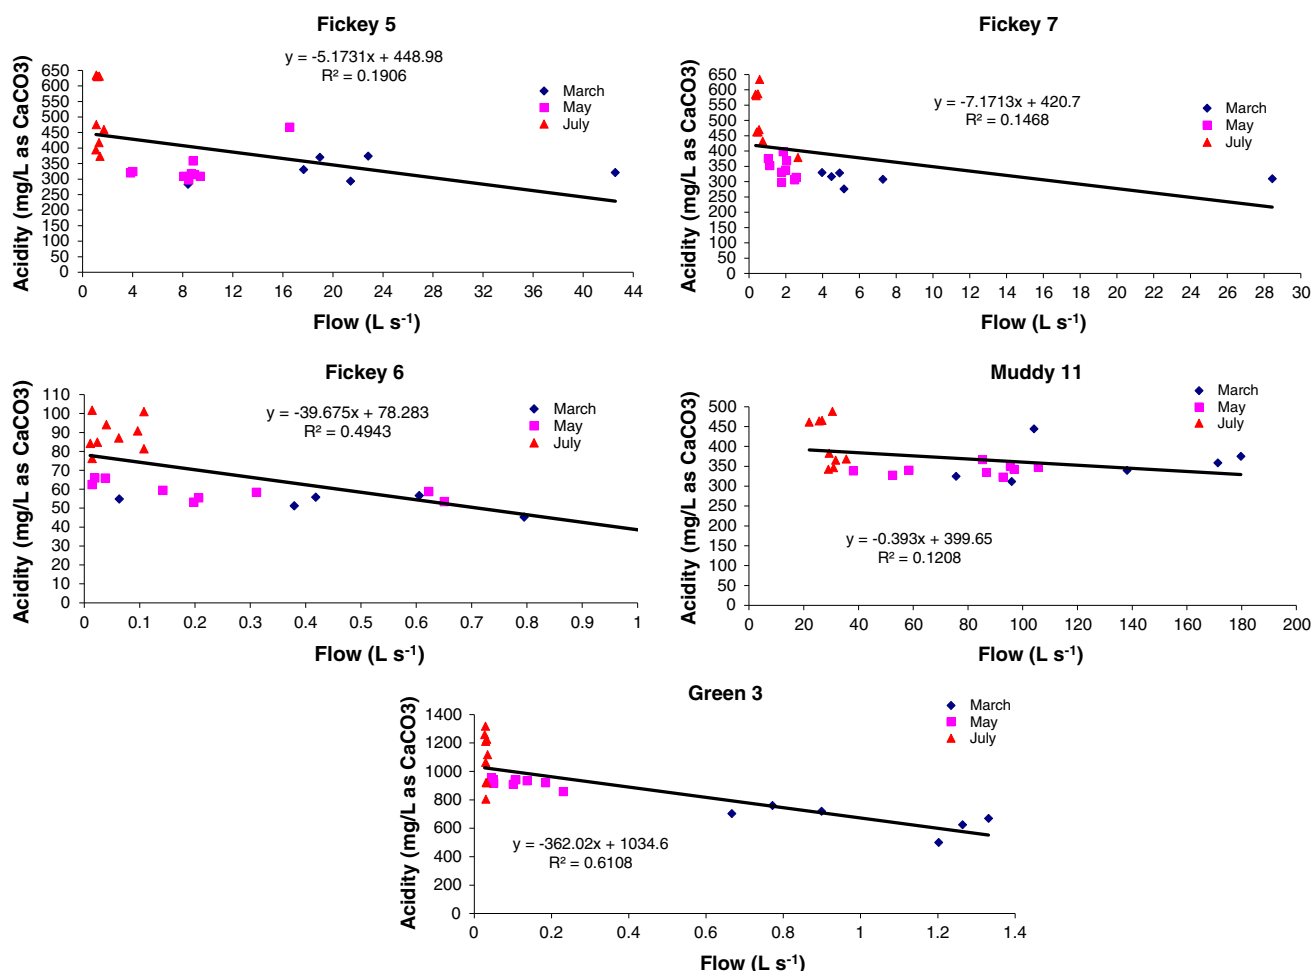 Fickey 5
y = -5.1731x + 448.98
R² = 0.1906
March
May
July
650
600
550
500
450
400
350
300
250
200
150
100
50
0
0 4 8 12 16 20 24 28 32 36 40 44
Acidity (mg/L as CaCO3)
Flow (L s-1)
Fickey 7
y = -7.1713x + 420.7
R² = 0.1468
March
May
July
650
600
550
500
450
400
350
300
250
200
150
100
50
0
0 2 4 6 8 10 12 14 16 18 20 22 24 26 28 30
Acidity (mg/L as CaCO3)
Flow (L s-1)
Fickey 6
y = -39.675x + 78.283
R² = 0.4943
March
May
July
110
100
90
80
70
60
50
40
30
20
10
0
0 0.1 0.2 0.3 0.4 0.5 0.6 0.7 0.8 0.9 1
Acidity (mg/L as CaCO3)
Flow (L s-1)
Muddy 11
March
May
July
500
450
400
350
300
250
200
150
100
50
0
y = -0.393x + 399.65
R² = 0.1208
0 20 40 60 80 100 120 140 160 180 200
Acidity (mg/L as CaCO3)
Flow (L s-1)
Green 3
March
May
July
1400
1200
1000
800
600
400
200
0
y = -362.02x + 1034.6
R² = 0.6108
0 0.2 0.4 0.6 0.8 1 1.2 1.4
Acidity (mg/L as CaCO3)
Flow (L s-1)